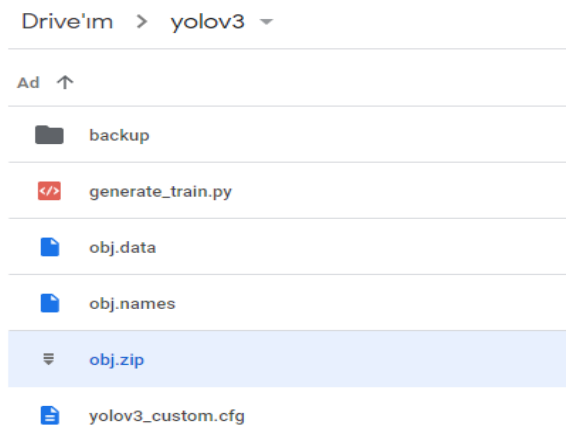 Drive'ım > yolov3
Ad ↑
backup
generate_train.py
obj.data
obj.names
obj.zip
yolov3_custom.cfg